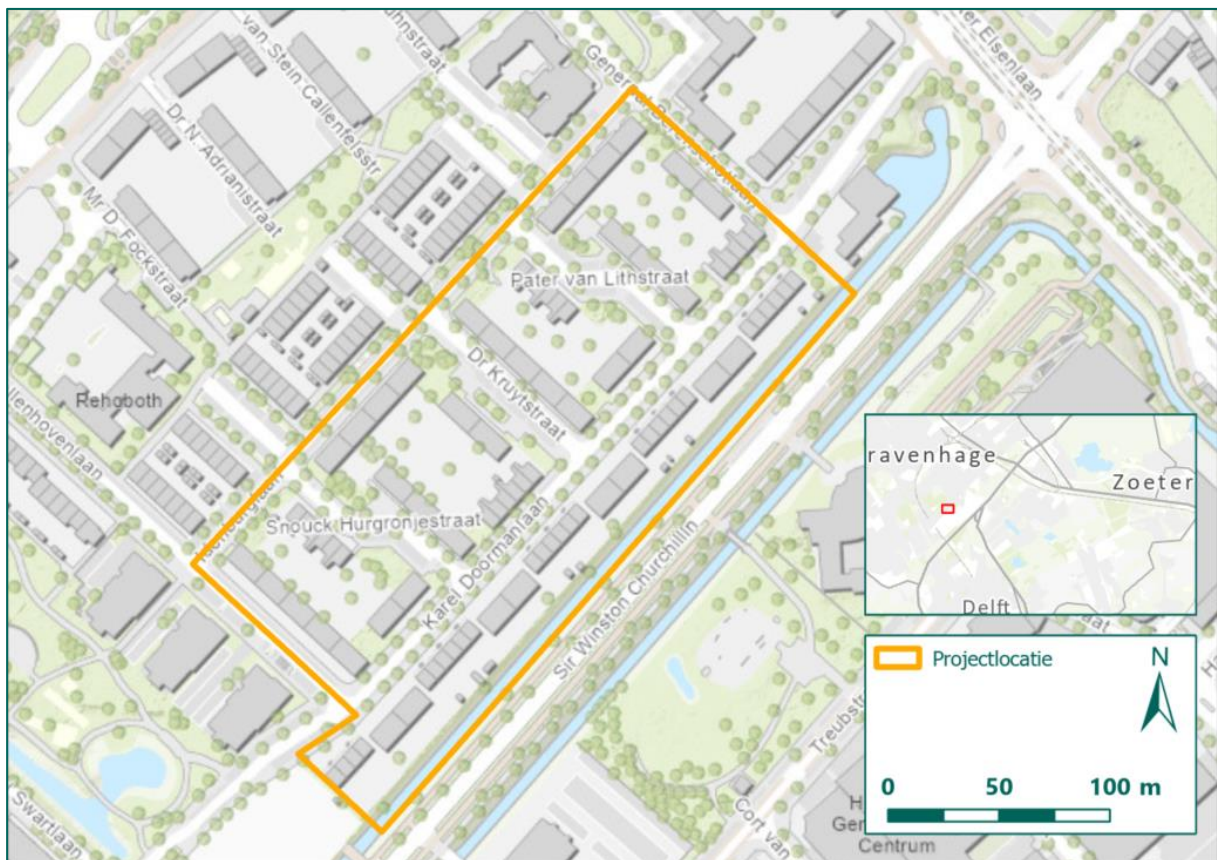 van Stein Callenfelsstr
Dr N. Adrianistraat
Mr D Fockstraat
Rehoboth
Pater van Lithstraat
Dr Kruytstraat
Snouck Hurgronjestraat
Karel Doormanlaan
Sir Winston Churchilln
Treubstr
Cort van
Swartlaan
Centrum
ravenhage
Zoeter
Delft
Projectlocatie
N
0 50 100 m